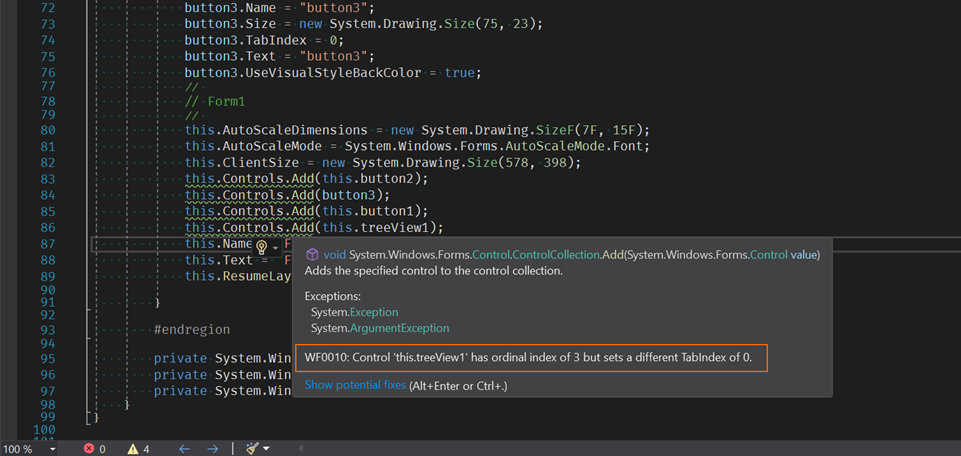 72 button3.Name = "button3";
73 button3.Size = new System.Drawing.Size(75, 23);
74 button3.TabIndex = 0;
75 button3.Text = "button3";
76 button3.UseVisualStyleBackColor = true;
77 //
78 // Form1
79 //
80 this.AutoScaleDimensions = new System.Drawing.SizeF(7F, 15F);
81 this.AutoScaleMode = System.Windows.Forms.AutoScaleMode.Font;
82 this.ClientSize = new System.Drawing.Size(578, 398);
83 this.Controls.Add(this.button2);
84 this.Controls.Add(button3);
85 this.Controls.Add(this.button1);
86 this.Controls.Add(this.treeView1);
87 this.Name F
88 this.Text = F
89 this.ResumeLay
90
91 }
92
93 #endregion
94
95 private System.Win
96 private System.Win
97 private System.Win
98 }
99 }
100
void System.Windows.Forms.Control.ControlCollection.Add(System.Windows.Forms.Control value)
Adds the specified control to the control collection.
Exceptions:
System.Exception
System.ArgumentException
WF0010: Control 'this.treeView1' has ordinal index of 3 but sets a different TabIndex of 0.
Show potential fixes (Alt+Enter or Ctrl+.)
100 % 0 4